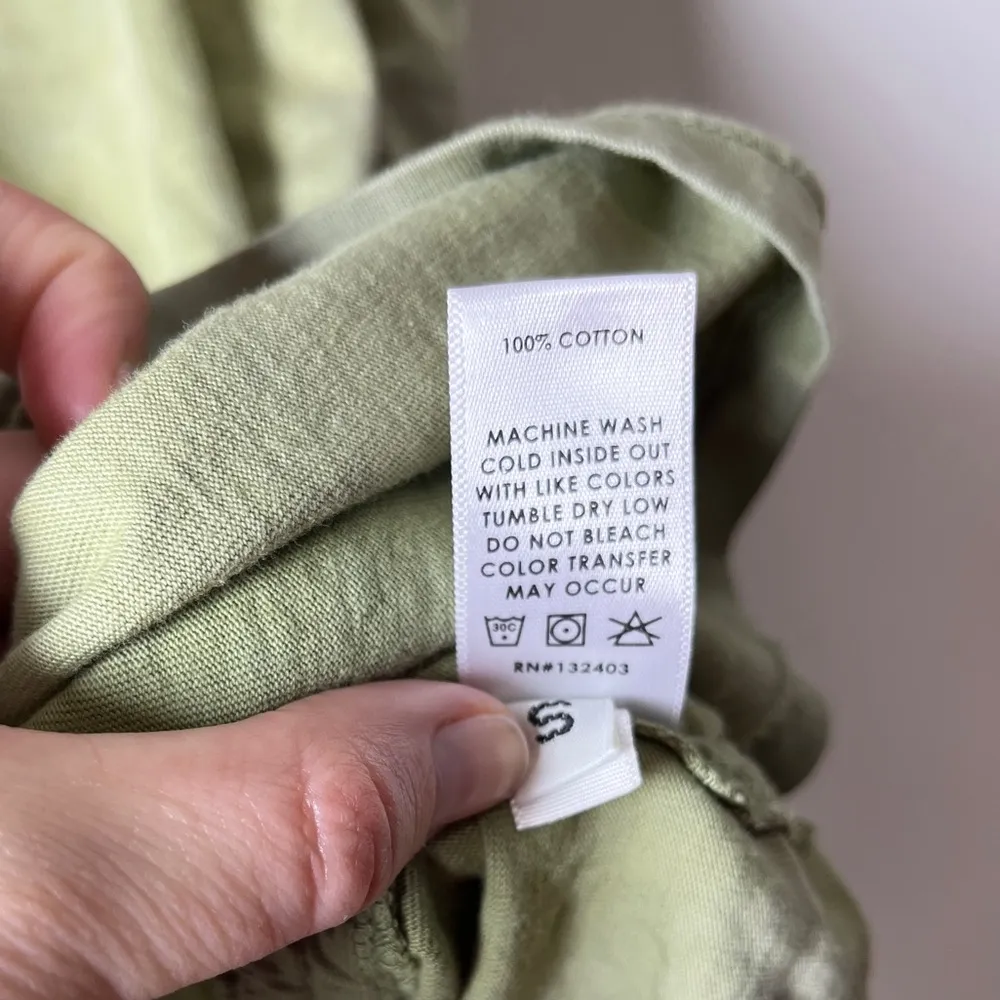 100% COTTON
MACHINE WASH
COLD INSIDE OUT
WITH LIKE COLORS
TUMBLE DRY LOW
DO NOT BLEACH
COLOR TRANSFER
MAY OCCUR
30C
RN#132403
S